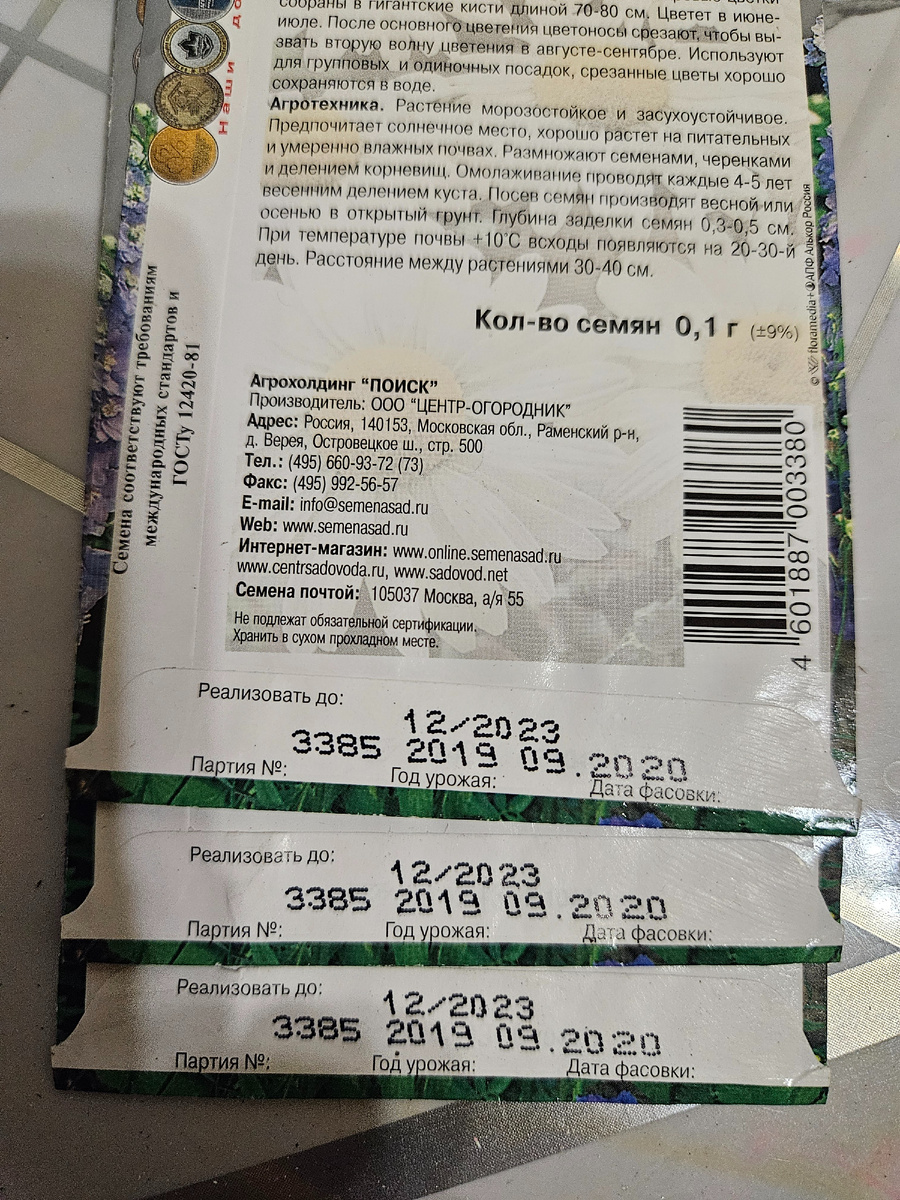 собраны в гигантские кисти длиной 70-80 см. Цветет в июне-
июле. После основного цветения цветоносы срезают, чтобы вы-
звать вторую волну цветения в августе-сентябре. Используют
для групповых и одиночных посадок, срезанные цветы хорошо
сохраняются в воде.
Агротехника. Растение морозостойкое и засухоустойчивое.
Предпочитает солнечное место, хорошо растет на питательных
и умеренно влажных почвах. Размножают семенами, черенками
и делением корневищ. Омолаживание проводят каждые 4-5 лет
весенним делением куста. Посев семян производят весной или
осенью в открытый грунт. Глубина заделки семян 0,3-0,5 см.
При температуре почвы +10°С всходы появляются на 20-30-й
день. Расстояние между растениями 30-40 см.
Кол-во семян 0,1 г (±9%)
Наши
Семена соответствуют требованиям
международных стандартов и
ГОСТу 12420-81
© floramedia + ©АПФ Алькор Россия
Агрохолдинг “ПОИСК”
Производитель: ООО “ЦЕНТР-ОГОРОДНИК”
Адрес: Россия, 140153, Московская обл., Раменский р-н,
д. Верея, Островецкое ш., стр. 500
Тел.: (495) 660-93-72 (73)
Факс: (495) 992-56-57
E-mail: info@semenasad.ru
Web: www.semenasad.ru
Интернет-магазин: www.online.semenasad.ru
www.centrsadovoda.ru, www.sadovod.net
Семена почтой: 105037 Москва, а/я 55
Не подлежат обязательной сертификации.
Хранить в сухом прохладном месте.
4 601887 003380
Реализовать до:
12/2023
3385 2019 09.2020
Партия №: Год урожая: Дата фасовки:
Реализовать до:
12/2023
3385 2019 09.2020
Партия №: Год урожая: Дата фасовки:
Реализовать до:
12/2023
3385 2019 09.2020
Партия №: Год урожая: Дата фасовки: